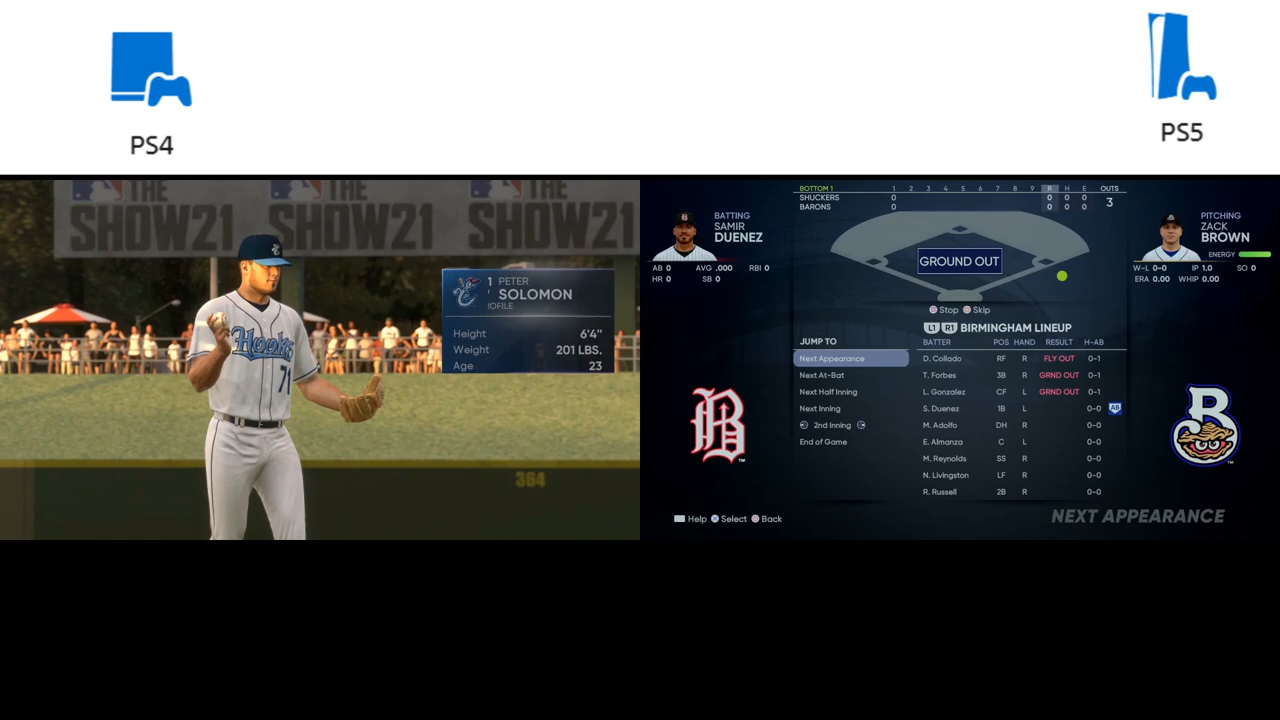 PS4
PS5
THE SHOW21
THE SHOW21
THE SHOW21
Hooks
71
1 PETER
SOLOMON
Height 6'4"
Weight 201 LBS.
Age 23
364
BOTTOM 1 1 2 3 4 5 6 7 8 9 R H E OUTS
SHUCKERS 0 0 0 0
BARONS 0 0 0
3
BATTING
SAMIR
DUENEZ
AB 0 AVG .000 RBI 0
HR 0 SB 0
PITCHING
ZACK
BROWN
ENERGY
W-L 0-0 IP 1.0 SO 0
ERA 0.00 WHIP 0.00
GROUND OUT
Stop Skip
L1 R1 BIRMINGHAM LINEUP
JUMP TO
Next Appearance
Next At-Bat
Next Half Inning
Next Inning
2nd Inning
End of Game
BATTER POS HAND RESULT H-AB
D. Collado RF R FLY OUT 0-1
T. Forbes 3B R GRND OUT 0-1
L. Gonzalez CF L GRND OUT 0-1
S. Duenez 1B L 0-0 AB
M. Adolfo DH R 0-0
E. Almanza C L 0-0
M. Reynolds SS R 0-0
N. Livingston LF R 0-0
R. Russell 2B R 0-0
B
TM
B
TM
Help Select Back
NEXT APPEARANCE